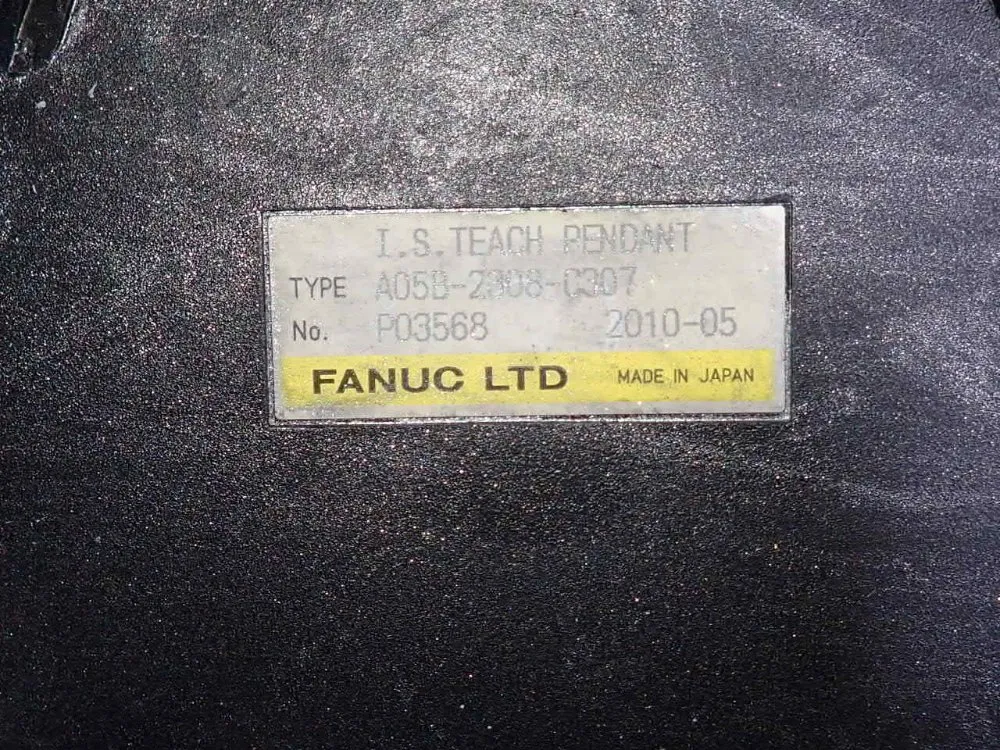 I.S.TEACH PENDANT
TYPE A05B-2308-C307
No. P03568 2010-05
FANUC LTD MADE IN JAPAN